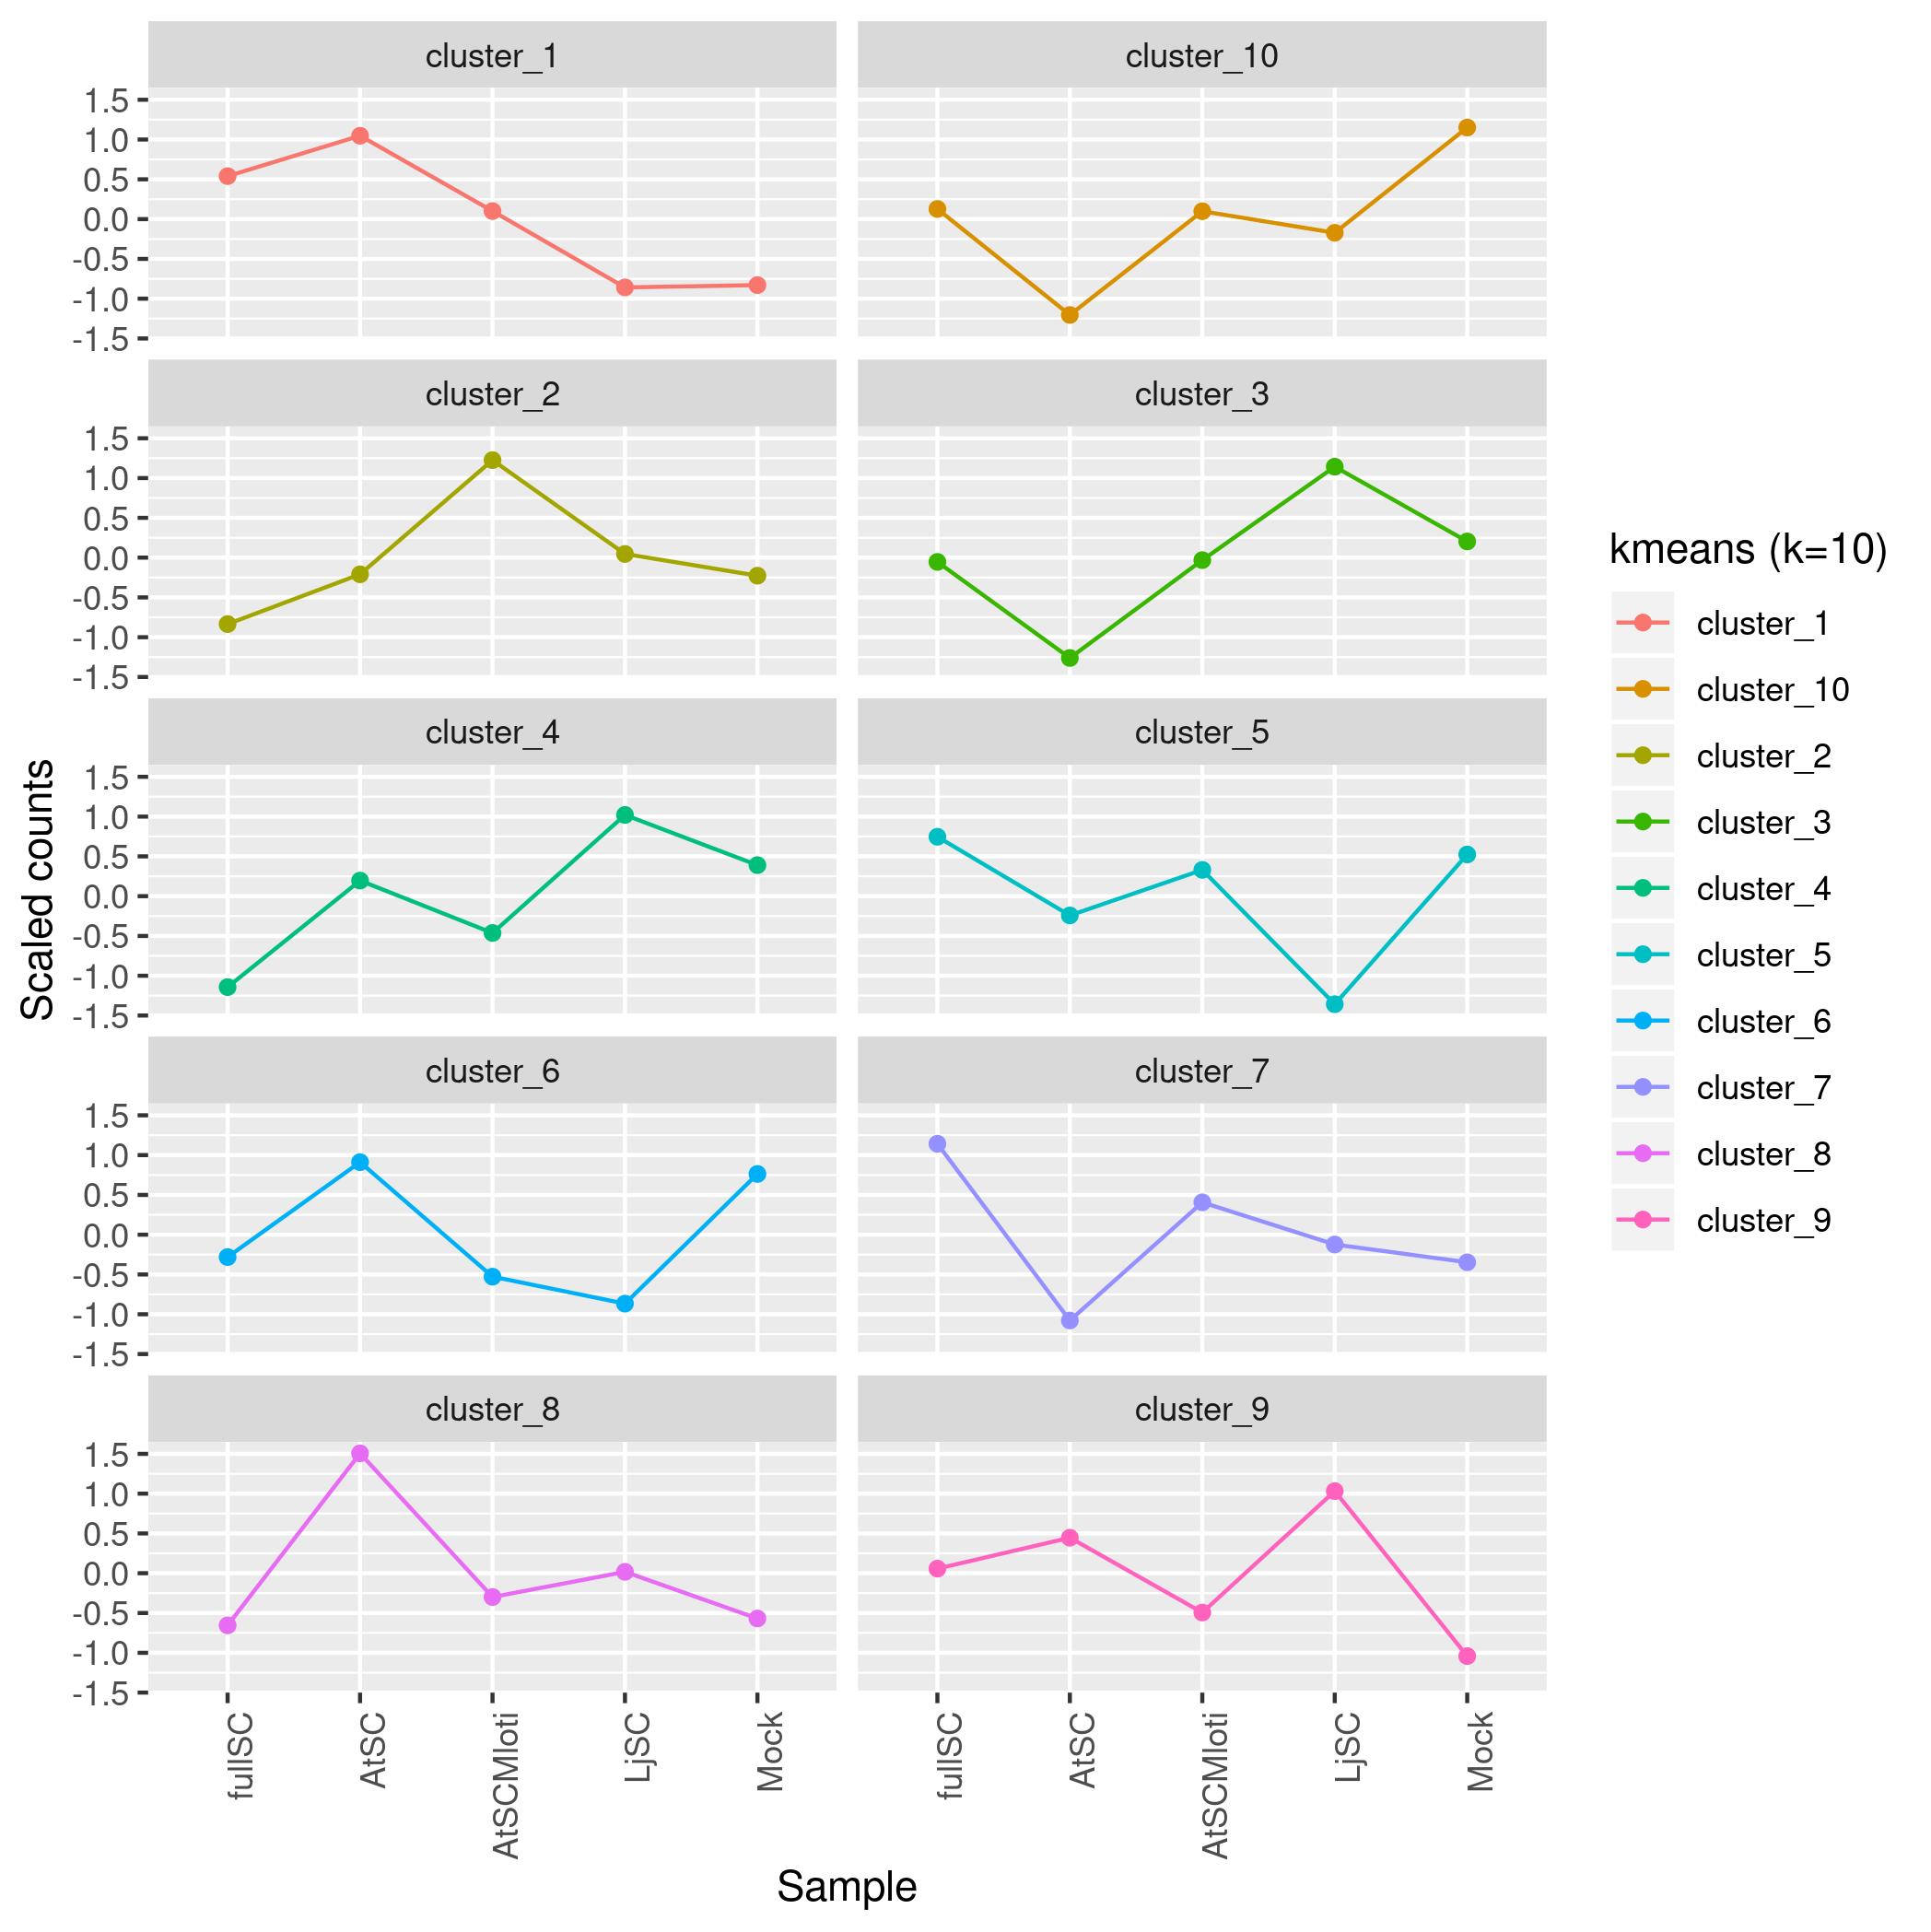 cluster_1
cluster_10
1.5
1.0
0.5
0.0
-0.5
-1.0
-1.5
cluster_2
cluster_3
1.5
1.0
0.5
0.0
-0.5
-1.0
-1.5
cluster_4
cluster_5
1.5
1.0
0.5
0.0
-0.5
-1.0
-1.5
cluster_6
cluster_7
1.5
1.0
0.5
0.0
-0.5
-1.0
-1.5
cluster_8
cluster_9
1.5
1.0
0.5
0.0
-0.5
-1.0
-1.5
Scaled counts
fullSC
AtSC
AtSCMloti
LjSC
Mock
fullSC
AtSC
AtSCMloti
LjSC
Mock
Sample
kmeans (k=10)
cluster_1
cluster_10
cluster_2
cluster_3
cluster_4
cluster_5
cluster_6
cluster_7
cluster_8
cluster_9